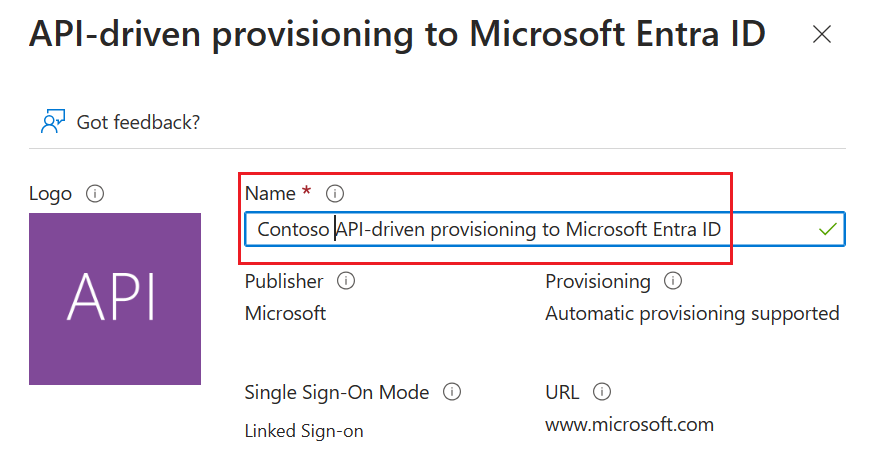 API-driven provisioning to Microsoft Entra ID
Got feedback?
Logo
API
Name *
Contoso API-driven provisioning to Microsoft Entra ID
Publisher
Microsoft
Provisioning
Automatic provisioning supported
Single Sign-On Mode
Linked Sign-on
URL
www.microsoft.com